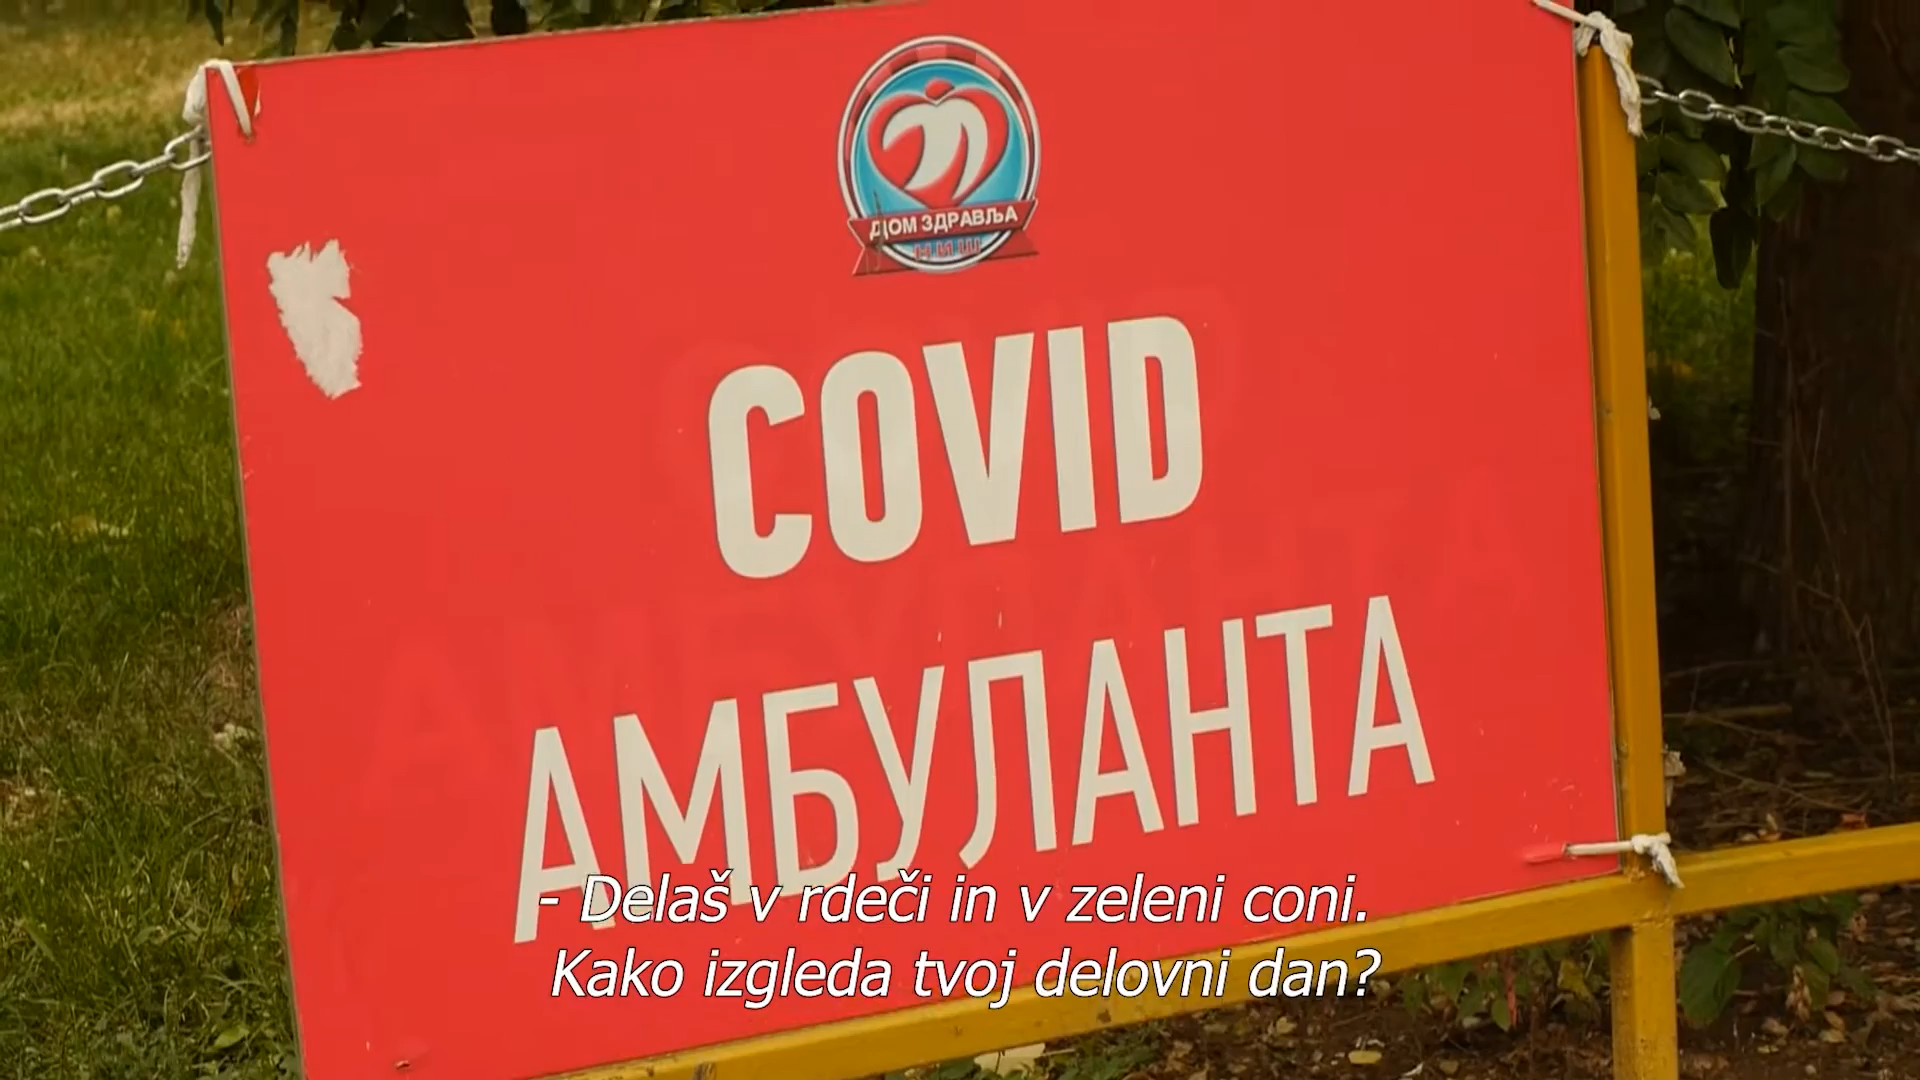 ДОМ ЗДРАВЉА
НИШ
COVID
АМБУЛАНТА
- Delaš v rdeči in v zeleni coni.
Kako izgleda tvoj delovni dan?